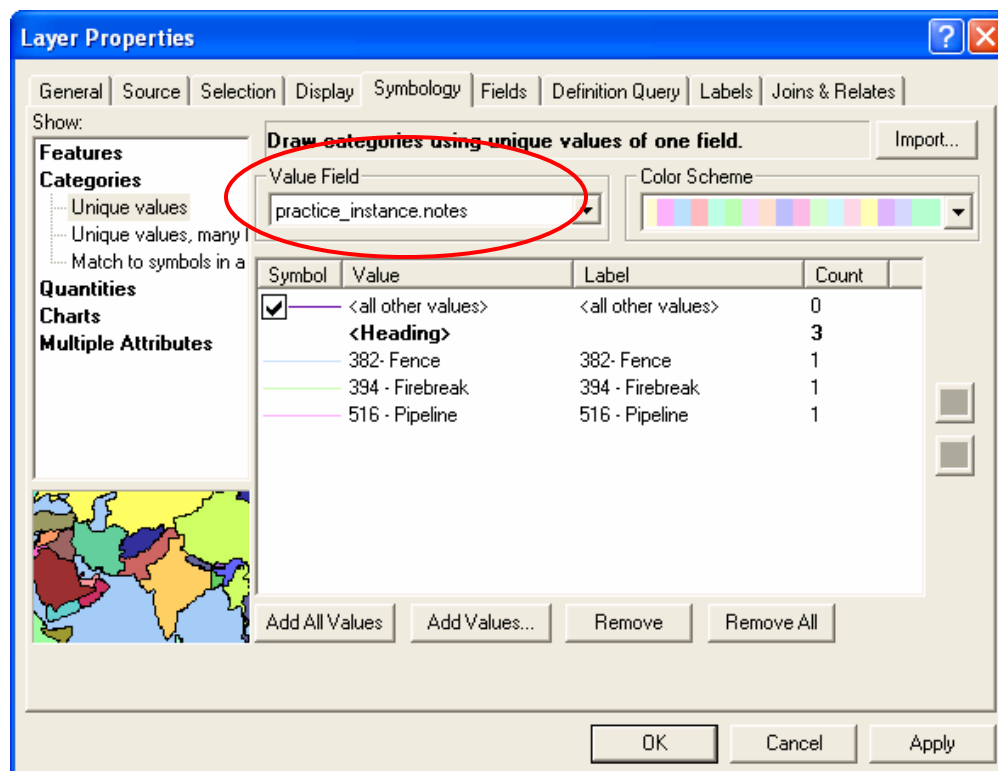 Layer Properties
General Source Selection Display Symbology Fields Definition Query Labels Joins & Relates
Show:
Features
Categories
Unique values
Unique values, many
Match to symbols in a
Quantities
Charts
Multiple Attributes
Draw categories using unique values of one field.
Import...
Value Field
practice_instance.notes
Color Scheme
Symbol Value Label Count
<all other values> <all other values> 0
<Heading> 3
382- Fence 382- Fence 1
394 - Firebreak 394 - Firebreak 1
516 - Pipeline 516 - Pipeline 1
Add All Values Add Values... Remove Remove All
OK Cancel Apply